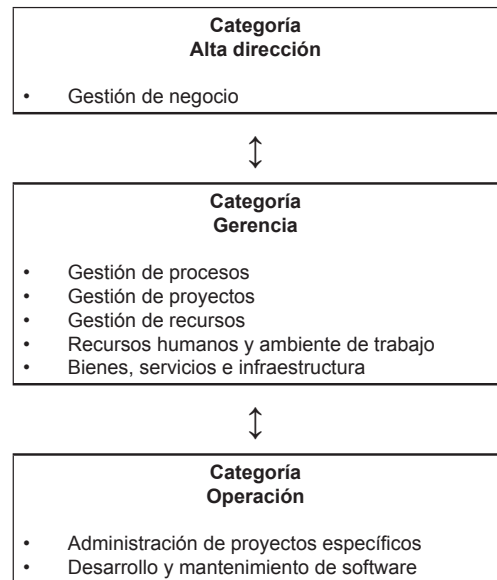 Categoría
Alta dirección
• Gestión de negocio
↕
Categoría
Gerencia
• Gestión de procesos
• Gestión de proyectos
• Gestión de recursos
• Recursos humanos y ambiente de trabajo
• Bienes, servicios e infraestructura
↕
Categoría
Operación
• Administración de proyectos específicos
• Desarrollo y mantenimiento de software